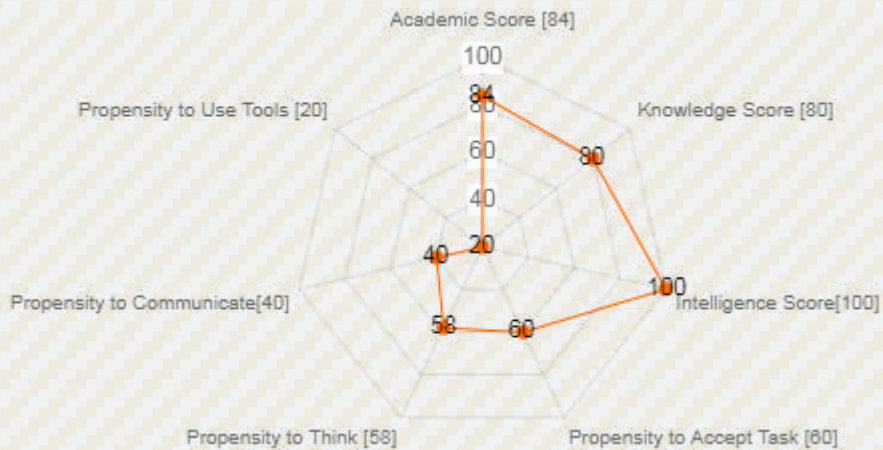 Academic Score [84]
100
84
80
Propensity to Use Tools [20]
Knowledge Score [80]
60
80
40
20
40
Propensity to Communicate[40]
100
Intelligence Score[100]
58
60
Propensity to Think [58]
Propensity to Accept Task [60]